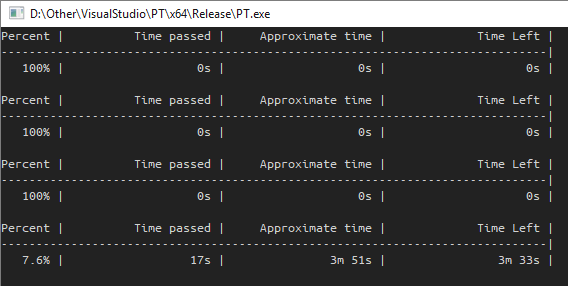 D:\Other\VisualStudio\PT\x64\Release\PT.exe
Percent | Time passed | Approximate time | Time Left |
------------------------------------------------------------------------------|
100% | 0s | 0s | 0s |
Percent | Time passed | Approximate time | Time Left |
------------------------------------------------------------------------------|
100% | 0s | 0s | 0s |
Percent | Time passed | Approximate time | Time Left |
------------------------------------------------------------------------------|
100% | 0s | 0s | 0s |
Percent | Time passed | Approximate time | Time Left |
------------------------------------------------------------------------------|
7.6% | 17s | 3m 51s | 3m 33s |